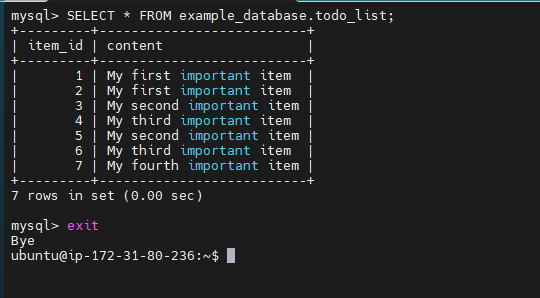 mysql> SELECT * FROM example_database.todo_list;
+---------+--------------------------+
| item_id | content                  |
+---------+--------------------------+
|       1 | My first important item  |
|       2 | My first important item  |
|       3 | My second important item |
|       4 | My third important item  |
|       5 | My second important item |
|       6 | My third important item  |
|       7 | My fourth important item |
+---------+--------------------------+
7 rows in set (0.00 sec)
mysql> exit
Bye
ubuntu@ip-172-31-80-236:~$